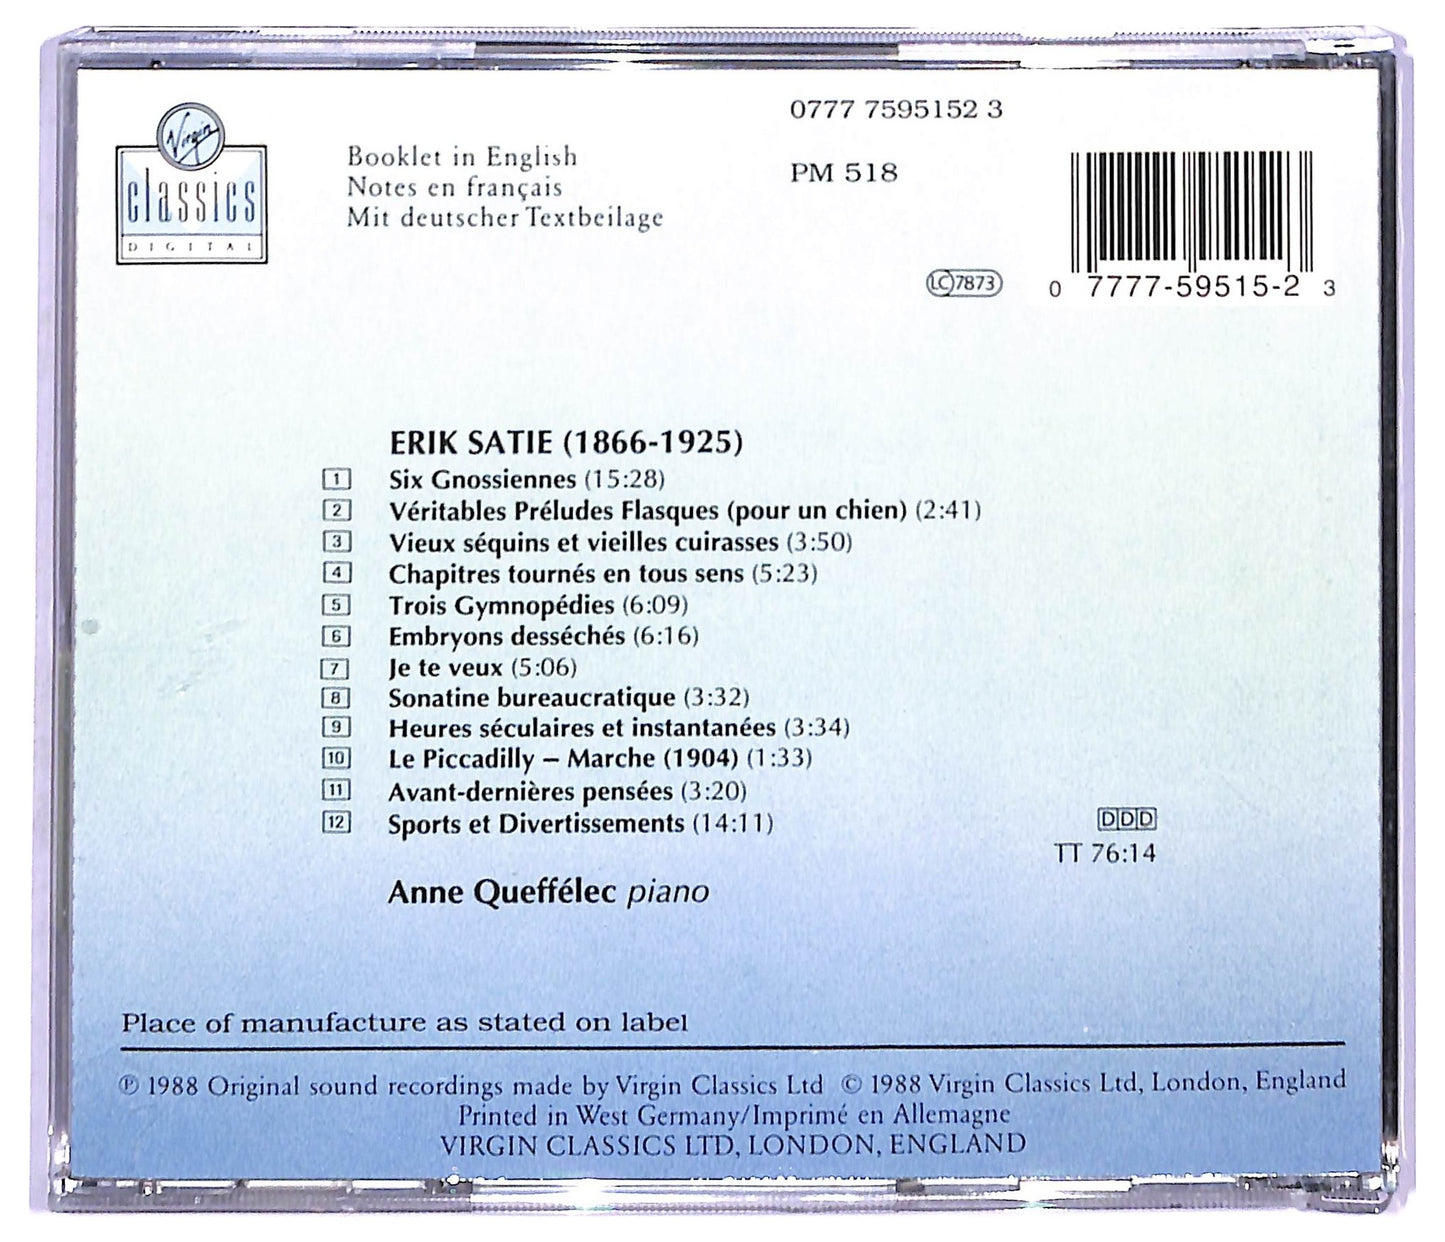 Virgin
classics
DIGITAL
Booklet in English
Notes en français
Mit deutscher Textbeilage
0777 7595152 3
PM 518
LC 7873
0 7777-59515-2 3
ERIK SATIE (1866-1925)
1 Six Gnossiennes (15:28)
2 Véritables Préludes Flasques (pour un chien) (2:41)
3 Vieux séquins et vieilles cuirasses (3:50)
4 Chapitres tournés en tous sens (5:23)
5 Trois Gymnopédies (6:09)
6 Embryons desséchés (6:16)
7 Je te veux (5:06)
8 Sonatine bureaucratique (3:32)
9 Heures séculaires et instantanées (3:34)
10 Le Piccadilly – Marche (1904) (1:33)
11 Avant-dernières pensées (3:20)
12 Sports et Divertissements (14:11)
DDD
TT 76:14
Anne Queffélec piano
Place of manufacture as stated on label
℗ 1988 Original sound recordings made by Virgin Classics Ltd © 1988 Virgin Classics Ltd, London, England
Printed in West Germany/Imprimé en Allemagne
VIRGIN CLASSICS LTD, LONDON, ENGLAND